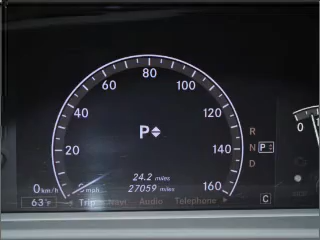 80
60 100
40 120
P R
20 140 N P
D
24.2 miles
0 km/h mph 27059 miles 160
63°F Trip Navi Audio Telephone C
0